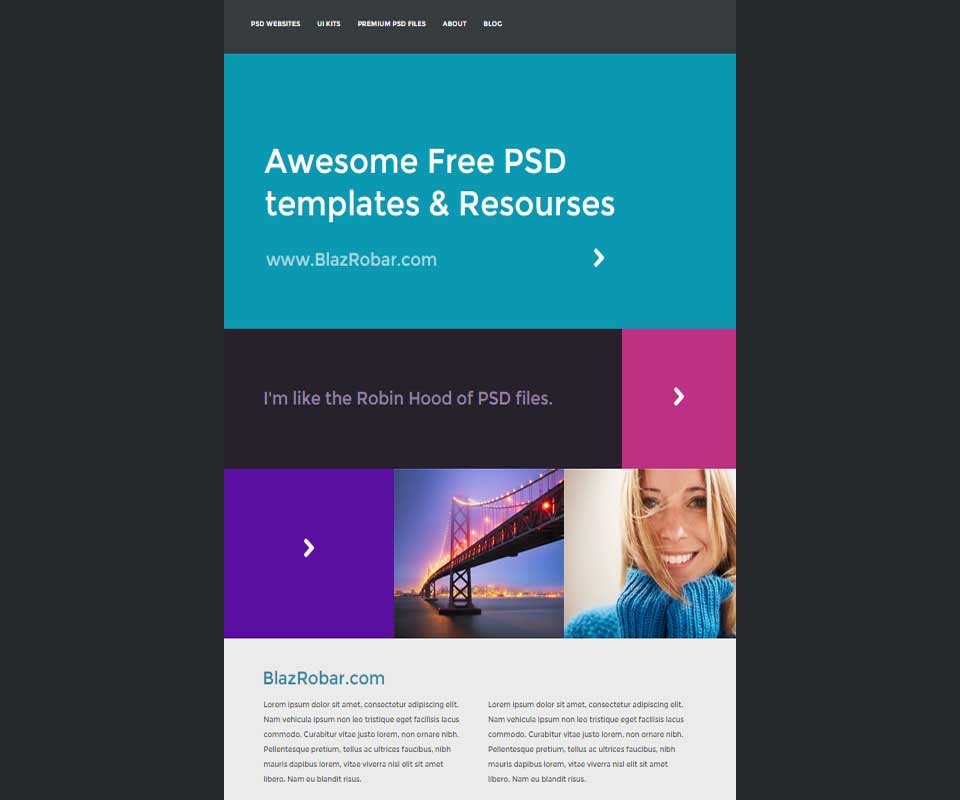 PSD WEBSITES UI KITS PREMIUM PSD FILES ABOUT BLOG
Awesome Free PSD
templates & Resourses
www.BlazRobar.com
I'm like the Robin Hood of PSD files.
BlazRobar.com
Lorem ipsum dolor sit amet, consectetur adipiscing elit.
Nam vehicula ipsum non leo tristique eget facilisis lacus
commodo. Curabitur vitae justo lorem, non ornare nibh.
Pellentesque pretium, tellus ac ultrices faucibus, nibh
mauris dapibus lorem, vitae viverra nisl elit sit amet
libero. Nam eu blandit risus.
Lorem ipsum dolor sit amet, consectetur adipiscing elit.
Nam vehicula ipsum non leo tristique eget facilisis lacus
commodo. Curabitur vitae justo lorem, non ornare nibh.
Pellentesque pretium, tellus ac ultrices faucibus, nibh
mauris dapibus lorem, vitae viverra nisl elit sit amet
libero. Nam eu blandit risus.